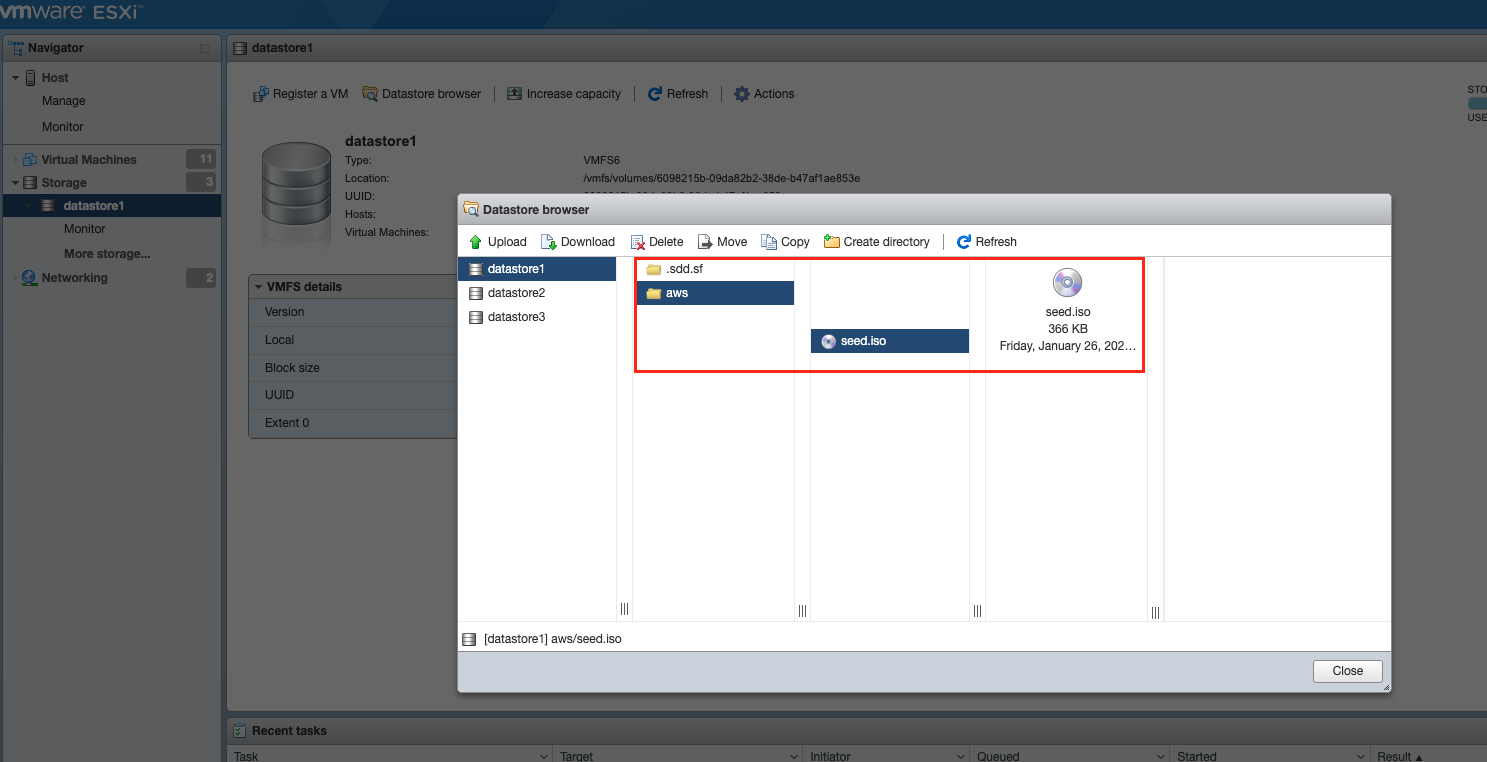 vmware ESXi™
Navigator
Host
Manage
Monitor
Virtual Machines 11
Storage 3
datastore1
Monitor
More storage...
Networking 2
datastore1
Register a VM Datastore browser Increase capacity Refresh Actions
STO
USE
datastore1
Type: VMFS6
Location: /vmfs/volumes/6098215b-09da82b2-38de-b47af1ae853e
UUID:
Hosts:
Virtual Machines:
VMFS details
Version
Local
Block size
UUID
Extent 0
Datastore browser
Upload Download Delete Move Copy Create directory Refresh
datastore1
datastore2
datastore3
.sdd.sf
aws
seed.iso
seed.iso
366 KB
Friday, January 26, 202…
[datastore1] aws/seed.iso
Close
Recent tasks
Task Target Initiator Queued Started Result